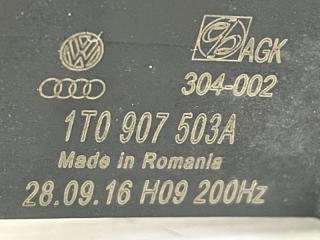 AGK
304-002
1T0 907 503A
Made in Romania
28.09.16 H09 200Hz